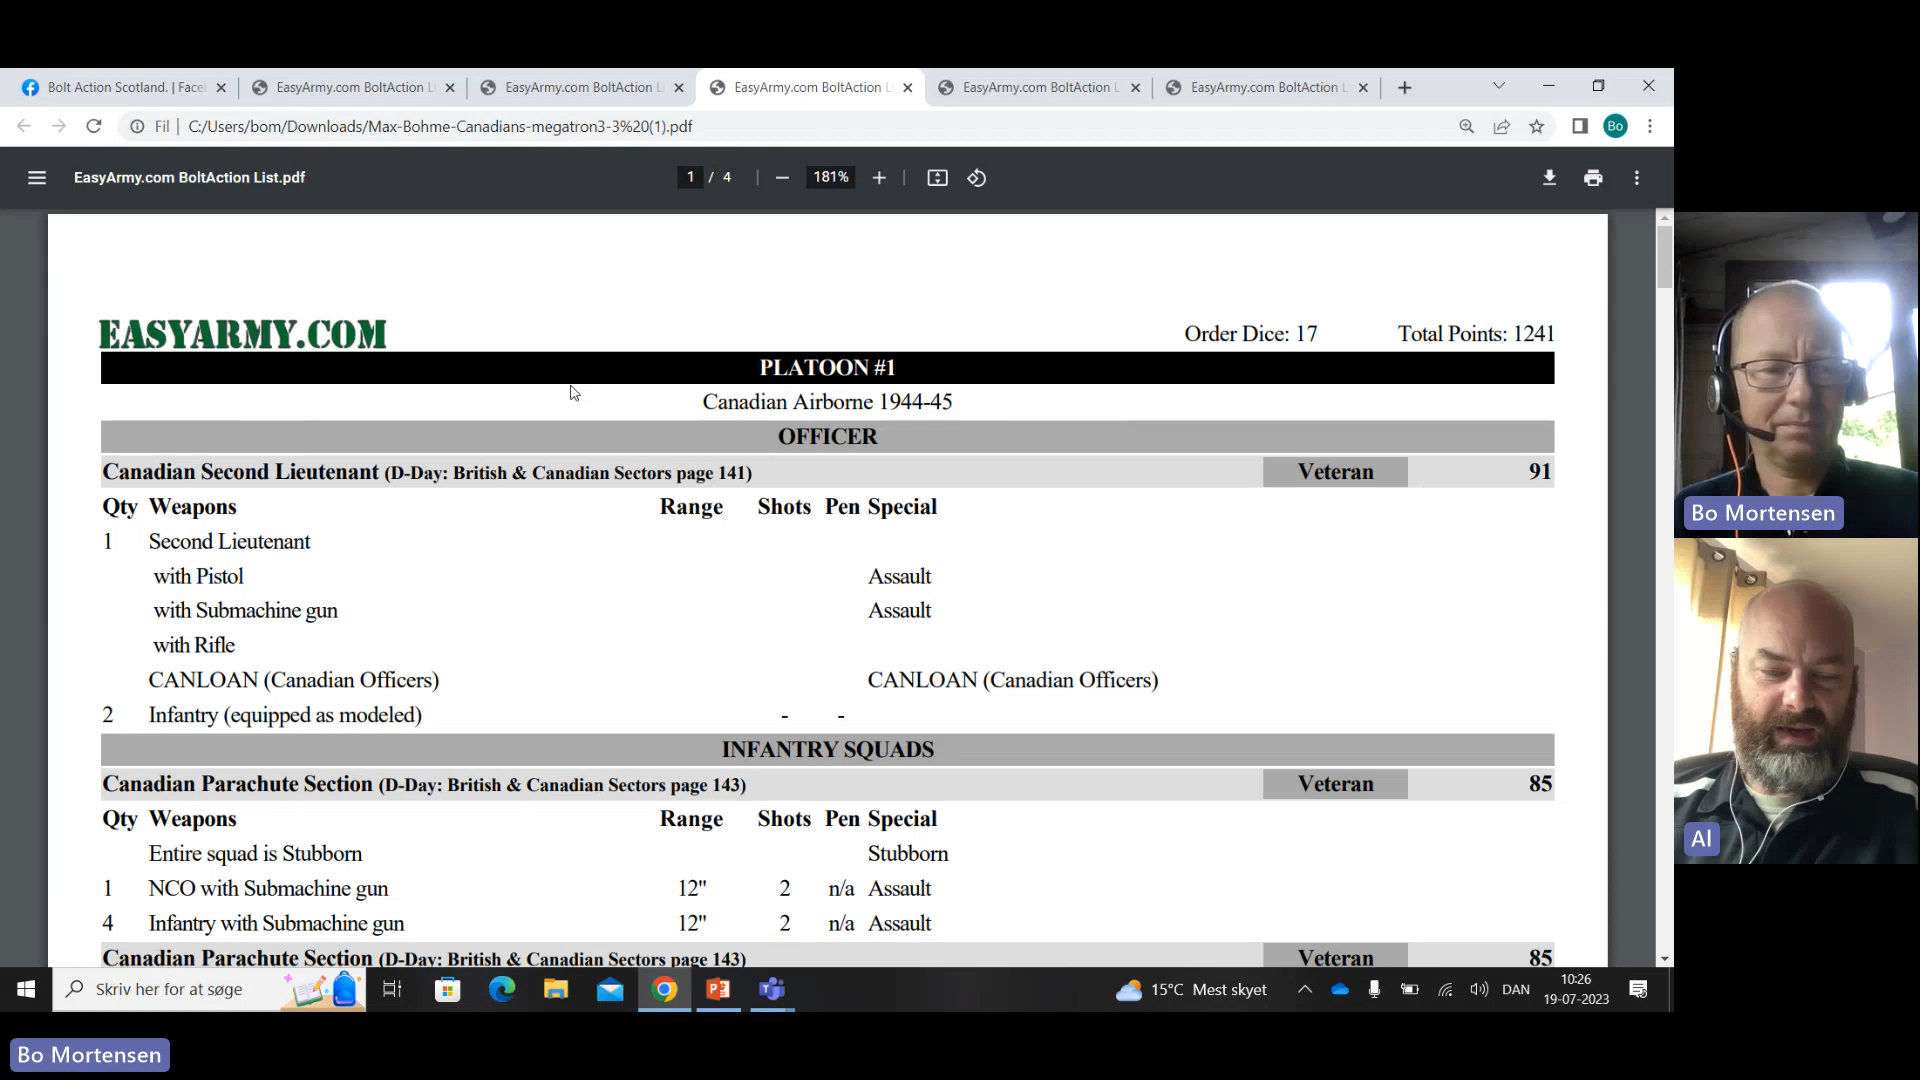 Bolt Action Scotland. | Face
EasyArmy.com BoltAction L
EasyArmy.com BoltAction L
EasyArmy.com BoltAction L
EasyArmy.com BoltAction L
EasyArmy.com BoltAction L
Fil | C:/Users/bom/Downloads/Max-Bohme-Canadians-megatron3-3%20(1).pdf
Bo
EasyArmy.com BoltAction List.pdf
1 / 4
181%
EASYARMY.COM
Order Dice: 17 Total Points: 1241
PLATOON #1
Canadian Airborne 1944-45
OFFICER
Canadian Second Lieutenant (D-Day: British & Canadian Sectors page 141) Veteran 91
Qty Weapons Range Shots Pen Special
1 Second Lieutenant
with Pistol Assault
with Submachine gun Assault
with Rifle
CANLOAN (Canadian Officers) CANLOAN (Canadian Officers)
2 Infantry (equipped as modeled) - -
INFANTRY SQUADS
Canadian Parachute Section (D-Day: British & Canadian Sectors page 143) Veteran 85
Qty Weapons Range Shots Pen Special
Entire squad is Stubborn Stubborn
1 NCO with Submachine gun 12" 2 n/a Assault
4 Infantry with Submachine gun 12" 2 n/a Assault
Canadian Parachute Section (D-Day: British & Canadian Sectors page 143) Veteran 85
Bo Mortensen
Al
Skriv her for at søge
15°C Mest skyet
DAN
10:26
19-07-2023
Bo Mortensen